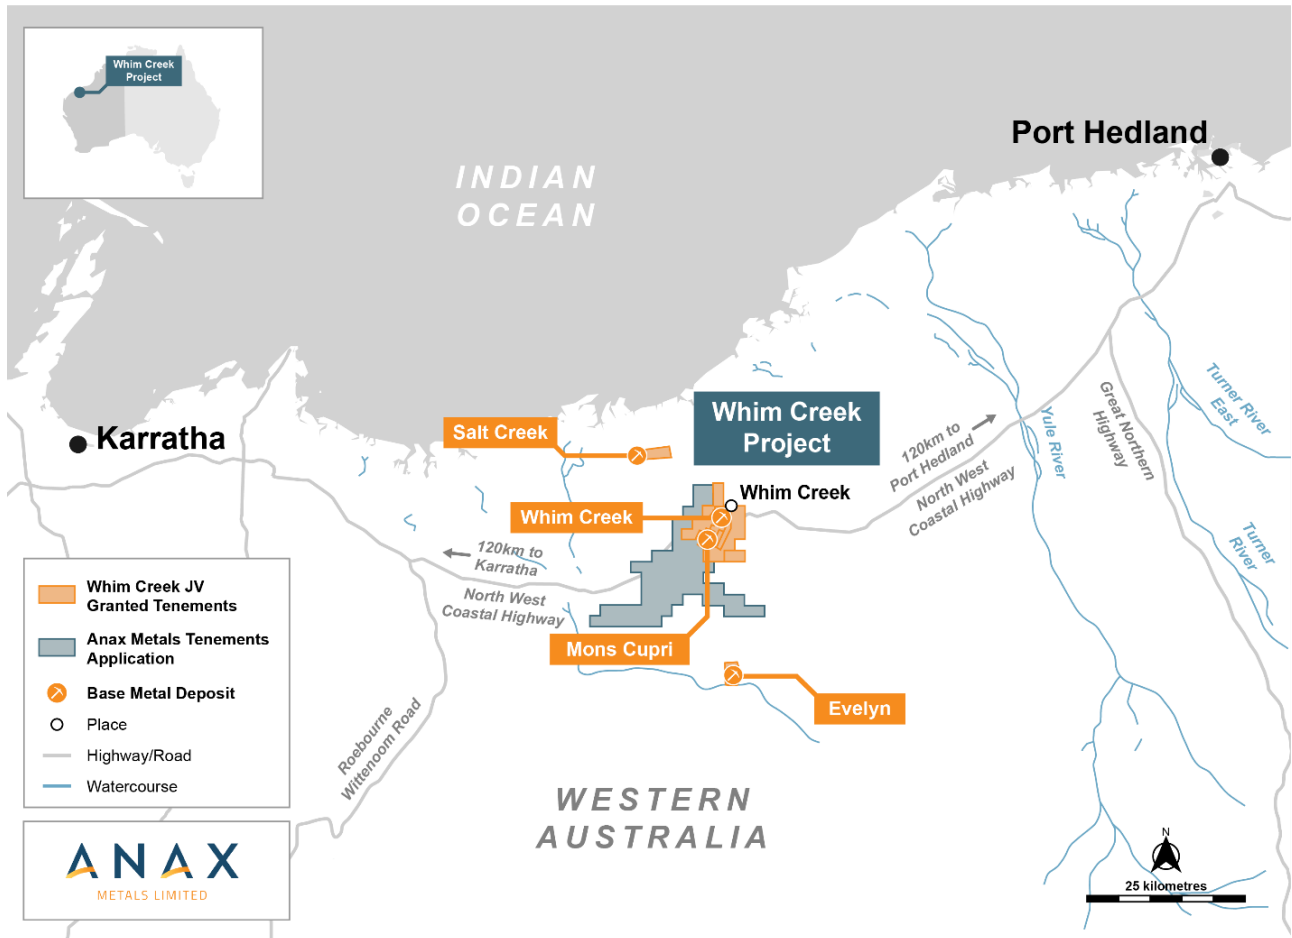 Whim Creek
Project
Port Hedland
INDIAN
OCEAN
Karratha
Salt Creek
Whim Creek
Project
Whim Creek
Whim Creek
120km to
Port Hedland
North West
Coastal Highway
Yule River
Great Northern
Highway
Turner River
East
Turner
River
120km to
Karratha
North West
Coastal Highway
Mons Cupri
Evelyn
Roebourne
Wittenoom Road
WESTERN
AUSTRALIA
Whim Creek JV
Granted Tenements
Anax Metals Tenements
Application
Base Metal Deposit
Place
Highway/Road
Watercourse
ANAX
METALS LIMITED
N
25 kilometres